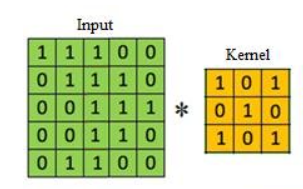 Input
1 1 1 0 0
0 1 1 1 0
0 0 1 1 1
0 0 1 1 0
0 1 1 0 0
*
Kernel
1 0 1
0 1 0
1 0 1